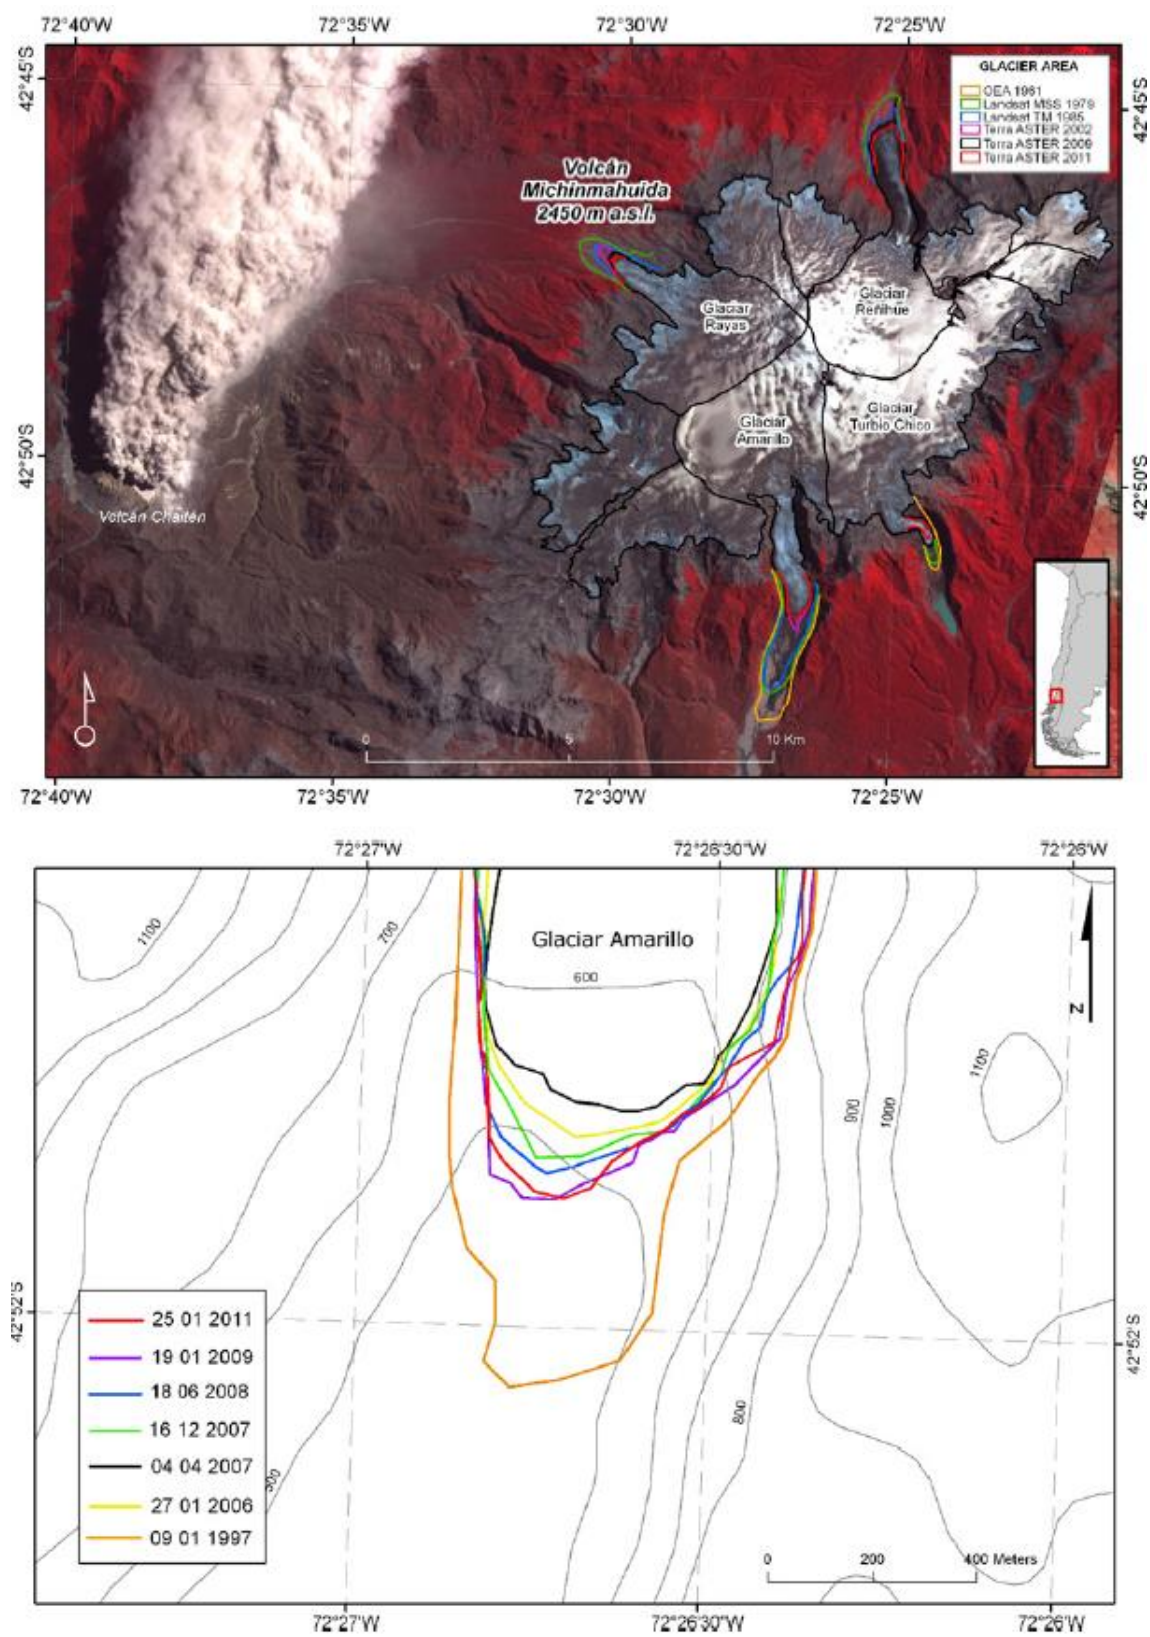 72°40'W 72°35'W 72°30'W 72°25'W
42°45'S
42°45'S
GLACIER AREA
OEA 1961
Landsat MSS 1979
Landsat TM 1985
Terra ASTER 2002
Terra ASTER 2009
Terra ASTER 2011
Volcán
Michinmahuida
2450 m a.s.l.
Glaciar
Rayas
Glaciar
Reñihue
Glaciar
Amarillo
Glaciar
Turbio Chico
42°50'S
42°50'S
Volcán Chaitén
0 5 10 Km
72°40'W 72°35'W 72°30'W 72°25'W
72°27'W 72°26'30"W 72°26'W
1100
700
Glaciar Amarillo
600
N
1100
900
1000
42°52'S
42°52'S
800
25 01 2011
19 01 2009
18 06 2008
16 12 2007
04 04 2007
27 01 2006
09 01 1997
0 200 400 Meters
72°27'W 72°26'30"W 72°26'W